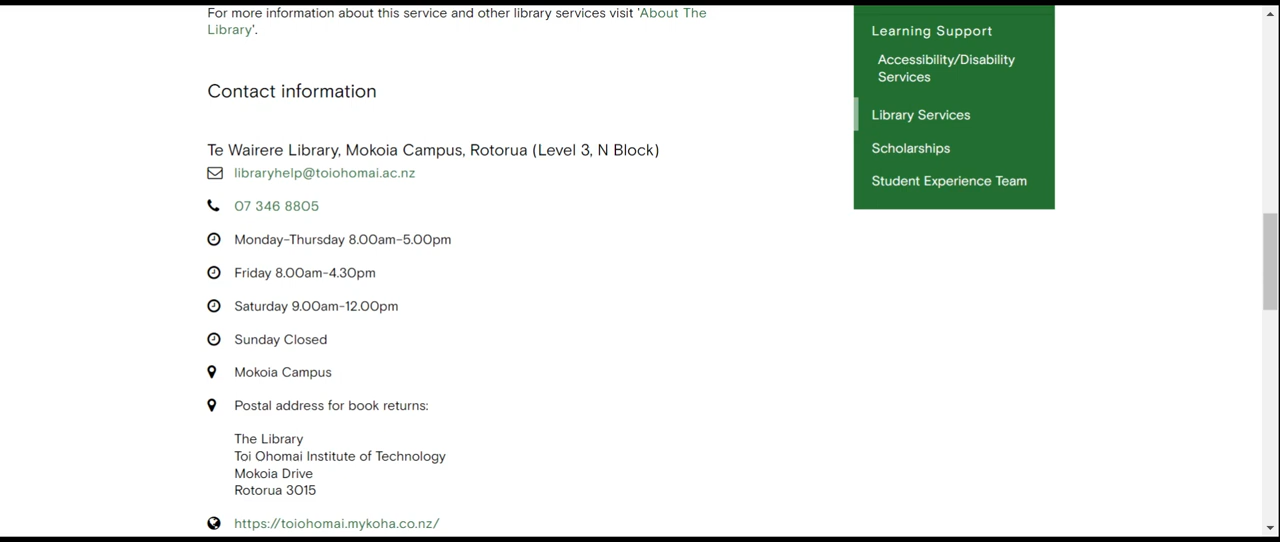 For more information about this service and other library services visit 'About The
Library'.
Contact information
Te Wairere Library, Mokoia Campus, Rotorua (Level 3, N Block)
libraryhelp@toiohomai.ac.nz
07 346 8805
Monday-Thursday 8.00am-5.00pm
Friday 8.00am-4.30pm
Saturday 9.00am-12.00pm
Sunday Closed
Mokoia Campus
Postal address for book returns:
The Library
Toi Ohomai Institute of Technology
Mokoia Drive
Rotorua 3015
https://toiohomai.mykoha.co.nz/
Learning Support
Accessibility/Disability
Services
Library Services
Scholarships
Student Experience Team